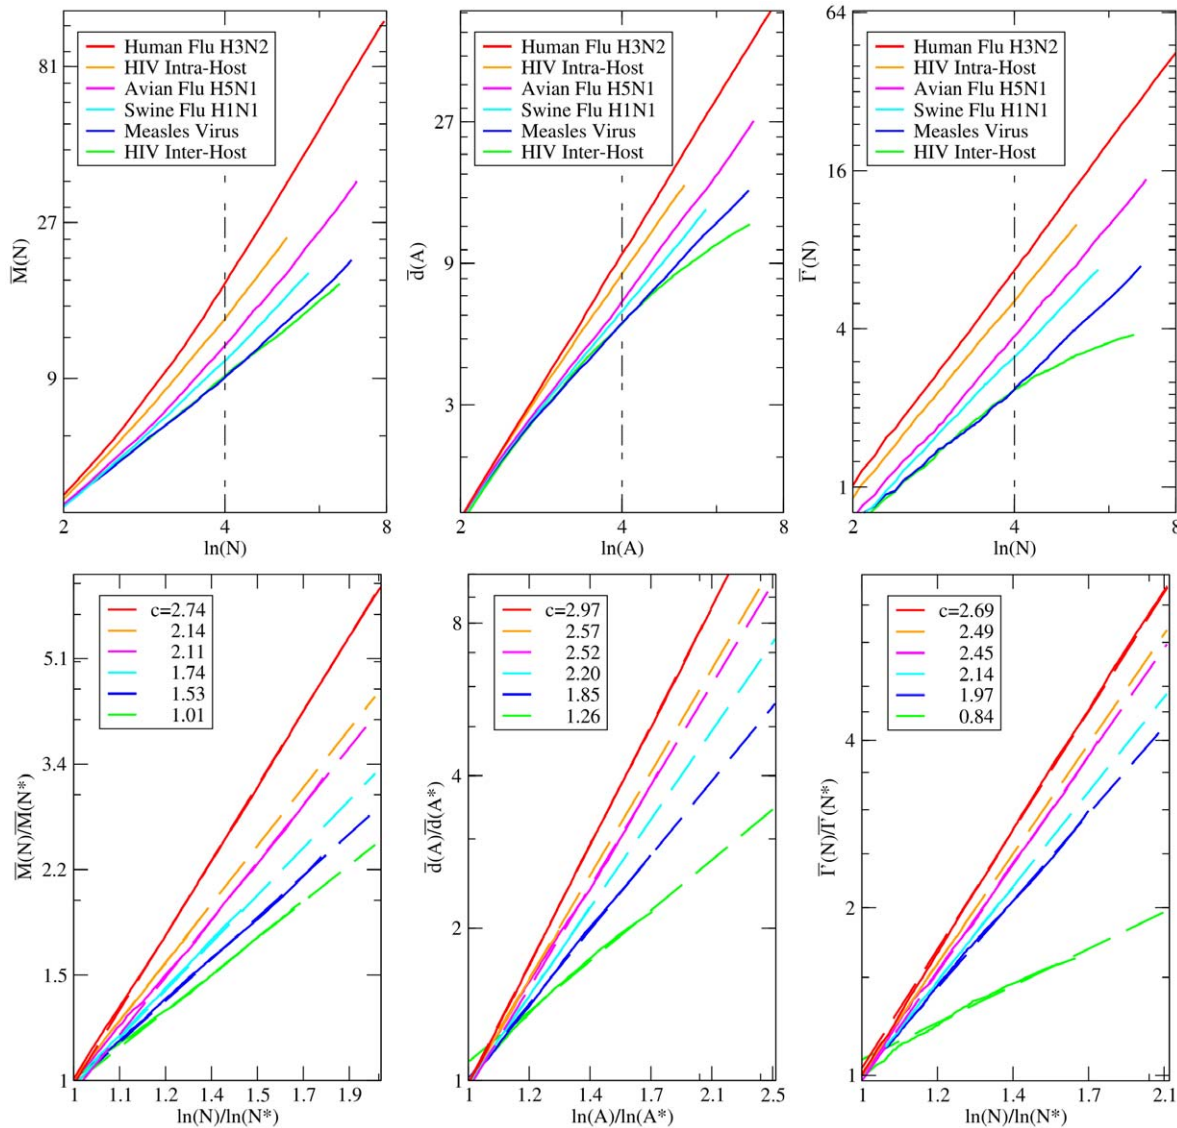 81
27
9
M(N)
Human Flu H3N2
HIV Intra-Host
Avian Flu H5N1
Swine Flu H1N1
Measles Virus
HIV Inter-Host
2
4
8
ln(N)
27
9
3
d(A)
Human Flu H3N2
HIV Intra-Host
Avian Flu H5N1
Swine Flu H1N1
Measles Virus
HIV Inter-Host
2
4
8
ln(A)
64
16
4
1
Γ(N)
Human Flu H3N2
HIV Intra-Host
Avian Flu H5N1
Swine Flu H1N1
Measles Virus
HIV Inter-Host
2
4
8
ln(N)
5.1
3.4
2.2
1.5
1
M(N)/M(N*)
c=2.74
2.14
2.11
1.74
1.53
1.01
1
1.1
1.2
1.4
1.5
1.7
1.9
ln(N)/ln(N*)
8
4
2
1
d(A)/d(A*)
c=2.97
2.57
2.52
2.20
1.85
1.26
1
1.2
1.4
1.7
2.1
2.5
ln(A)/ln(A*)
4
2
1
Γ(N)/Γ(N*)
c=2.69
2.49
2.45
2.14
1.97
0.84
1
1.2
1.4
1.7
2.1
ln(N)/ln(N*)